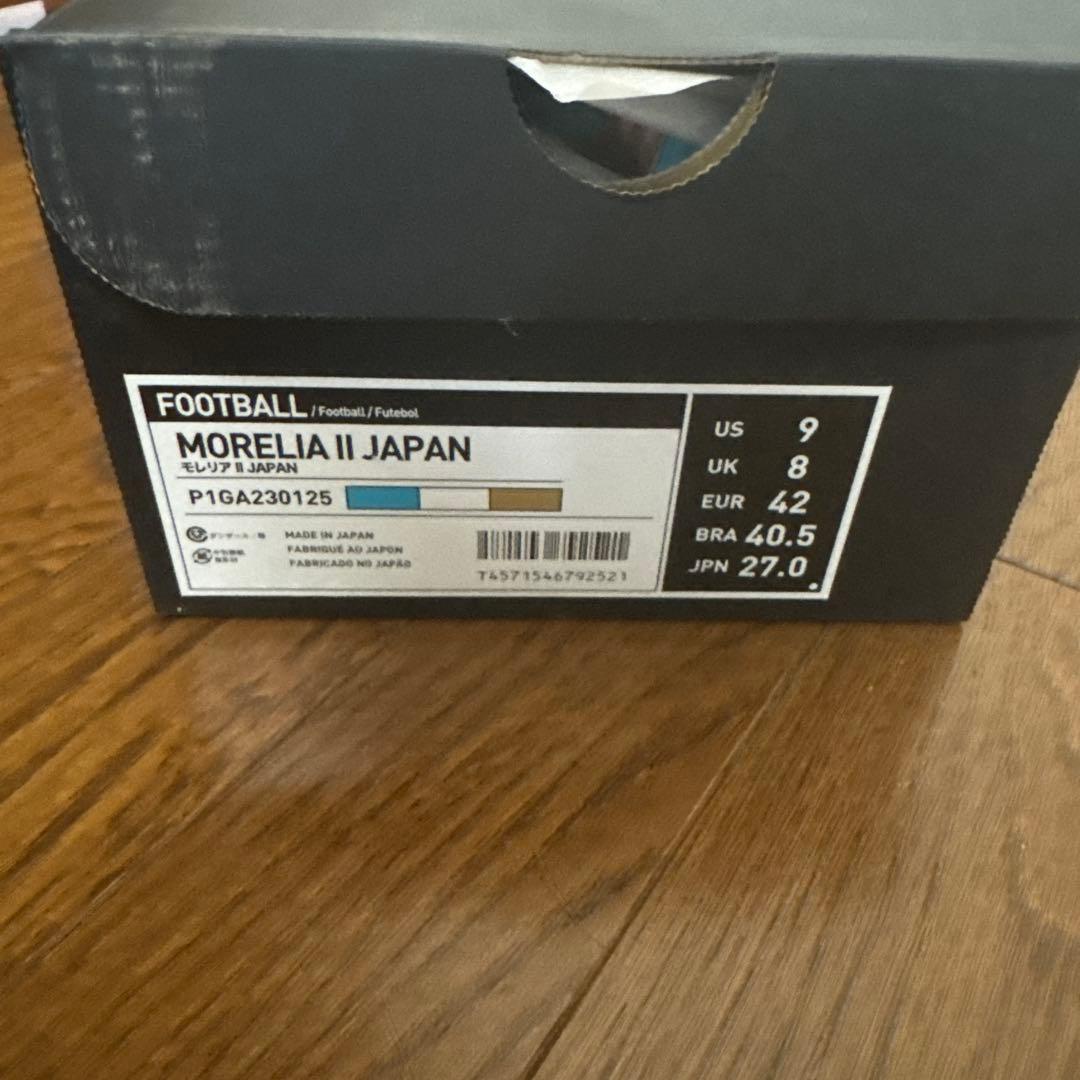 FOOTBALL / Football / Futebol
MORELIA II JAPAN
モレリア II JAPAN
P1GA230125
MADE IN JAPAN
FABRIQUÉ AU JAPON
FABRICADO NO JAPÃO
T4571546792521
US 9
UK 8
EUR 42
BRA 40.5
JPN 27.0